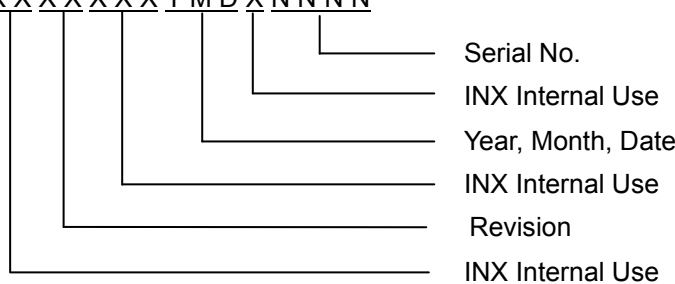 X X X X X X X Y M D X N N N N
Serial No.
INX Internal Use
Year, Month, Date
INX Internal Use
Revision
INX Internal Use